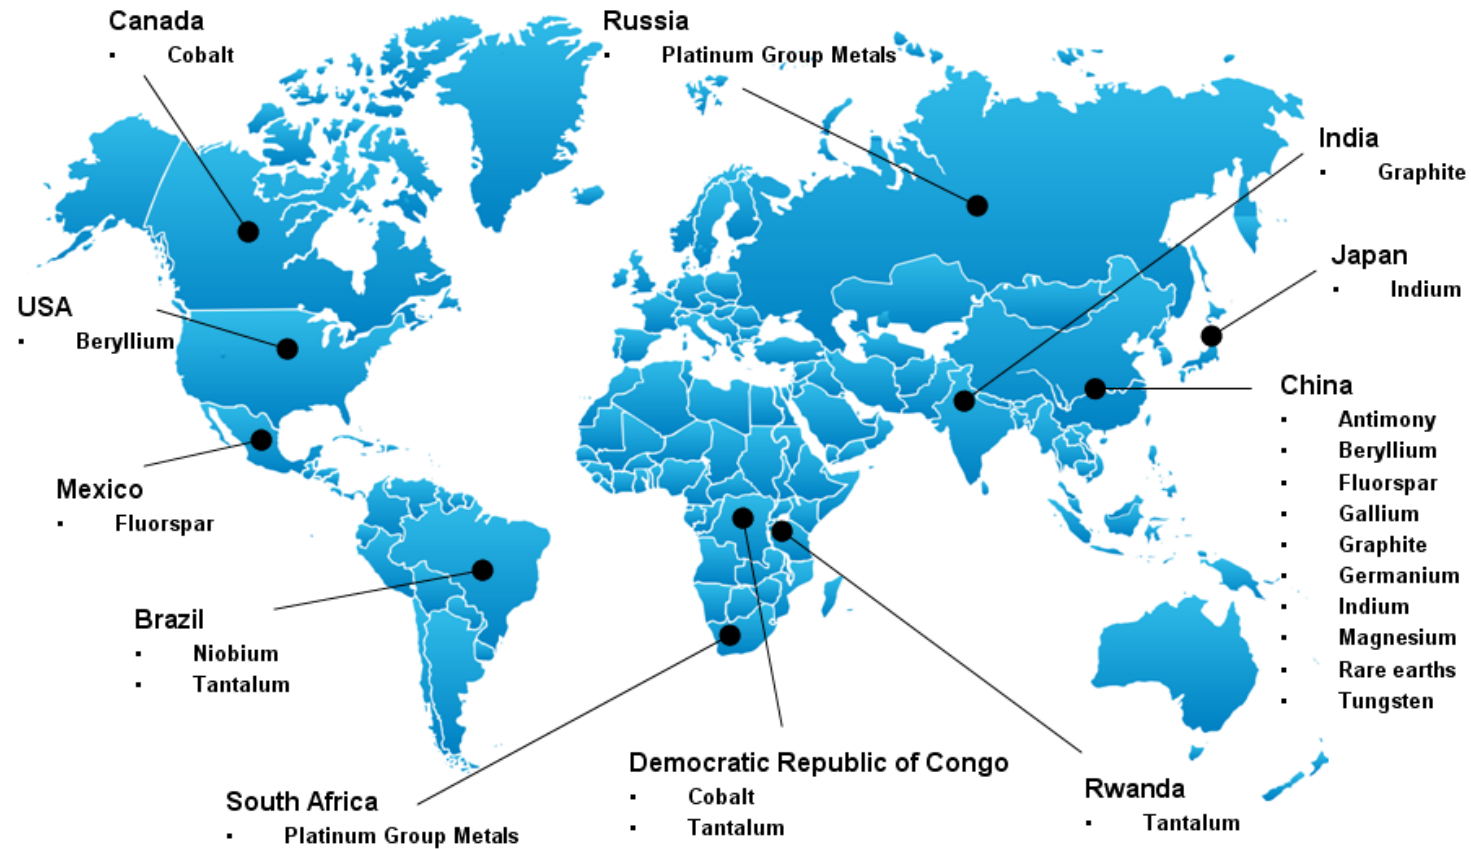 Canada
▪ Cobalt
Russia
▪ Platinum Group Metals
India
▪ Graphite
Japan
▪ Indium
USA
▪ Beryllium
China
▪ Antimony
▪ Beryllium
▪ Fluorspar
▪ Gallium
▪ Graphite
▪ Germanium
▪ Indium
▪ Magnesium
▪ Rare earths
▪ Tungsten
Mexico
▪ Fluorspar
Brazil
▪ Niobium
▪ Tantalum
South Africa
▪ Platinum Group Metals
Democratic Republic of Congo
▪ Cobalt
▪ Tantalum
Rwanda
▪ Tantalum